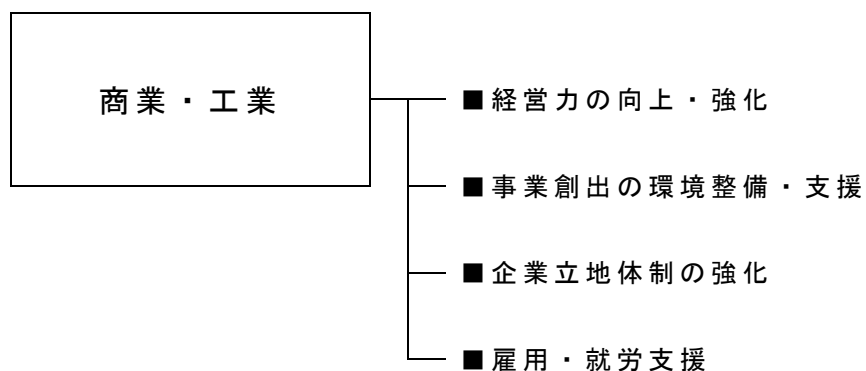 商業・工業
■経営力の向上・強化
■事業創出の環境整備・支援
■企業立地体制の強化
■雇用・就労支援